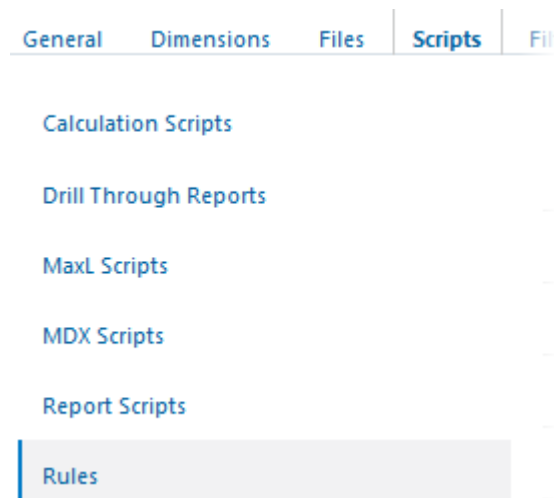 General Dimensions Files Scripts
Calculation Scripts
Drill Through Reports
MaxL Scripts
MDX Scripts
Report Scripts
Rules